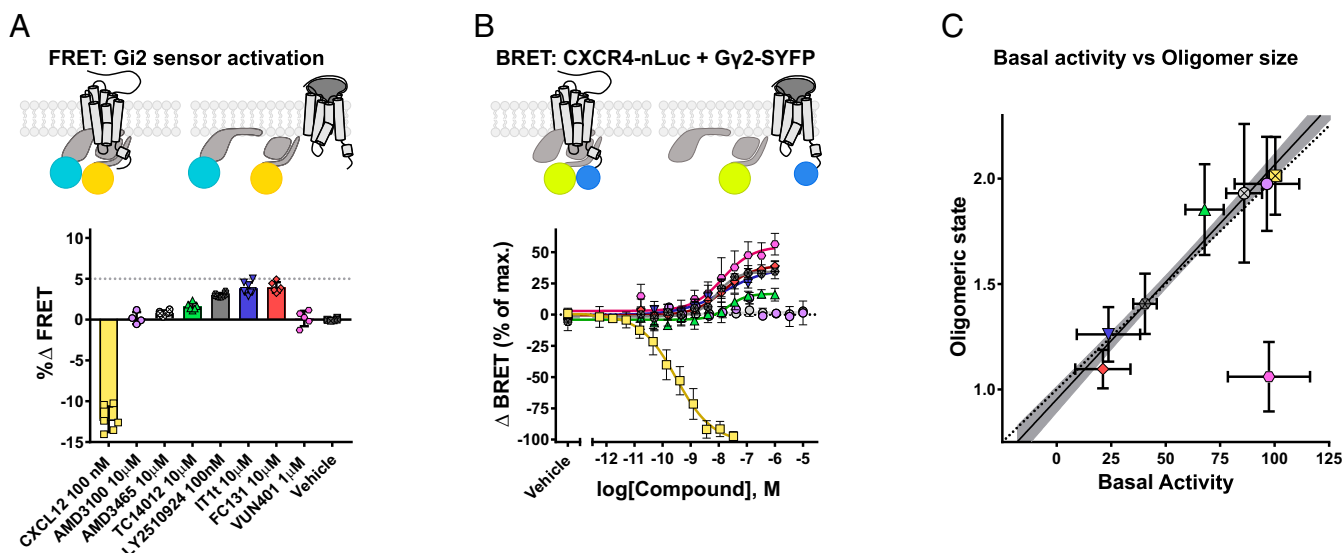 A
FRET: Gi2 sensor activation
%Δ FRET
10
5
0
-5
-10
-15
CXCL12 100 nM
AMD3100 10μM
AMD3465 10μM
TC14012 10μM
LY2510924 100nM
IT1t 10μM
FC131 10μM
VUN401 1μM
Vehicle
B
BRET: CXCR4-nLuc + Gγ2-SYFP
Δ BRET (% of max.)
50
25
0
-25
-50
-75
-100
Vehicle
-12 -11 -10 -9 -8 -7 -6 -5
log[Compound], M
C
Basal activity vs Oligomer size
Oligomeric state
2.0
1.5
1.0
0 25 50 75 100 125
Basal Activity